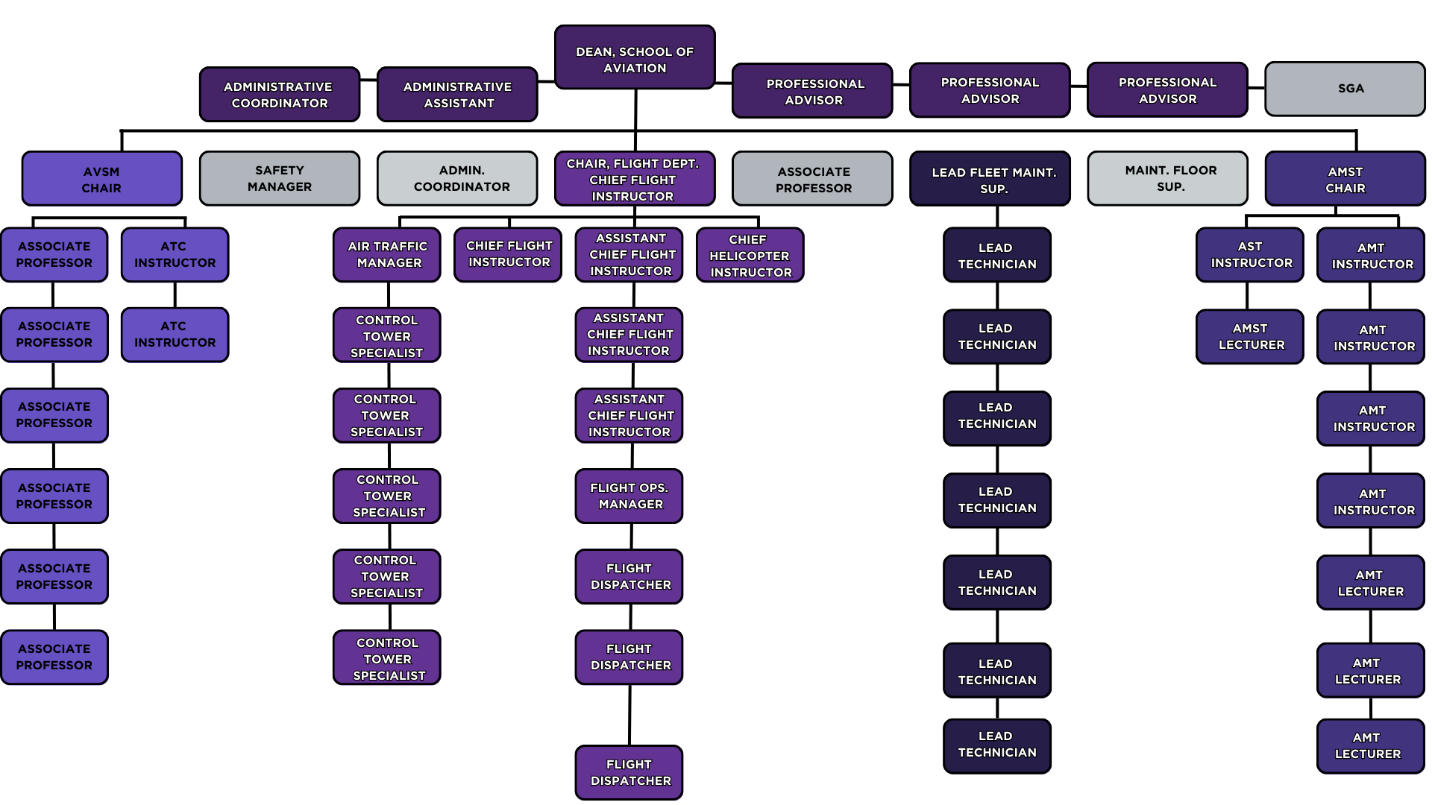 DEAN, SCHOOL OF
AVIATION
ADMINISTRATIVE
COORDINATOR
ADMINISTRATIVE
ASSISTANT
PROFESSIONAL
ADVISOR
PROFESSIONAL
ADVISOR
PROFESSIONAL
ADVISOR
SGA
AVSM
CHAIR
SAFETY
MANAGER
ADMIN.
COORDINATOR
CHAIR, FLIGHT DEPT.
CHIEF FLIGHT
INSTRUCTOR
ASSOCIATE
PROFESSOR
LEAD FLEET MAINT.
SUP.
MAINT. FLOOR
SUP.
AMST
CHAIR
ASSOCIATE
PROFESSOR
ATC
INSTRUCTOR
AIR TRAFFIC
MANAGER
CHIEF FLIGHT
INSTRUCTOR
ASSISTANT
CHIEF FLIGHT
INSTRUCTOR
CHIEF
HELICOPTER
INSTRUCTOR
LEAD
TECHNICIAN
AST
INSTRUCTOR
AMT
INSTRUCTOR
ASSOCIATE
PROFESSOR
ATC
INSTRUCTOR
CONTROL
TOWER
SPECIALIST
ASSISTANT
CHIEF FLIGHT
INSTRUCTOR
LEAD
TECHNICIAN
AMST
LECTURER
AMT
INSTRUCTOR
ASSOCIATE
PROFESSOR
CONTROL
TOWER
SPECIALIST
ASSISTANT
CHIEF FLIGHT
INSTRUCTOR
LEAD
TECHNICIAN
AMT
INSTRUCTOR
ASSOCIATE
PROFESSOR
CONTROL
TOWER
SPECIALIST
FLIGHT OPS.
MANAGER
LEAD
TECHNICIAN
AMT
INSTRUCTOR
ASSOCIATE
PROFESSOR
CONTROL
TOWER
SPECIALIST
FLIGHT
DISPATCHER
LEAD
TECHNICIAN
AMT
LECTURER
ASSOCIATE
PROFESSOR
CONTROL
TOWER
SPECIALIST
FLIGHT
DISPATCHER
LEAD
TECHNICIAN
AMT
LECTURER
FLIGHT
DISPATCHER
LEAD
TECHNICIAN
AMT
LECTURER